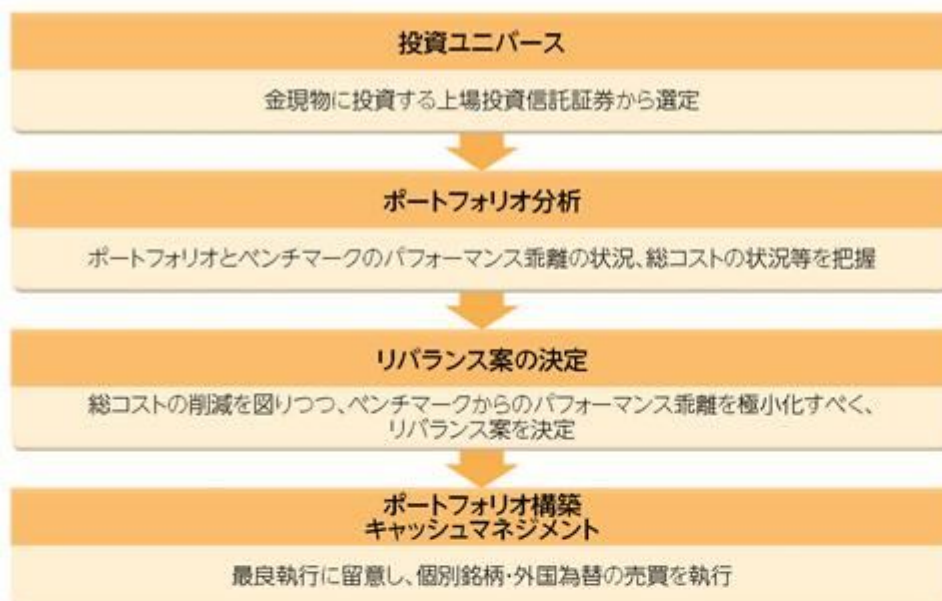 投資ユニバース
金現物に投資する上場投資信託証券から選定
ポートフォリオ分析
ポートフォリオとベンチマークのパフォーマンス乖離の状況、総コストの状況等を把握
リバランス案の決定
総コストの削減を図りつつ、ベンチマークからのパフォーマンス乖離を極小化すべく、
リバランス案を決定
ポートフォリオ構築
キャッシュマネジメント
最良執行に留意し、個別銘柄・外国為替の売買を執行